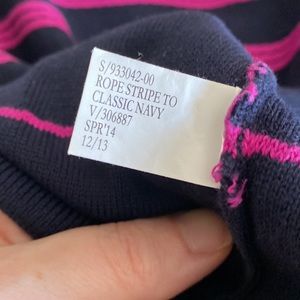 S/933042-00
ROPE STRIPE TO
CLASSIC NAVY
V/306887
SPR'14
12/13